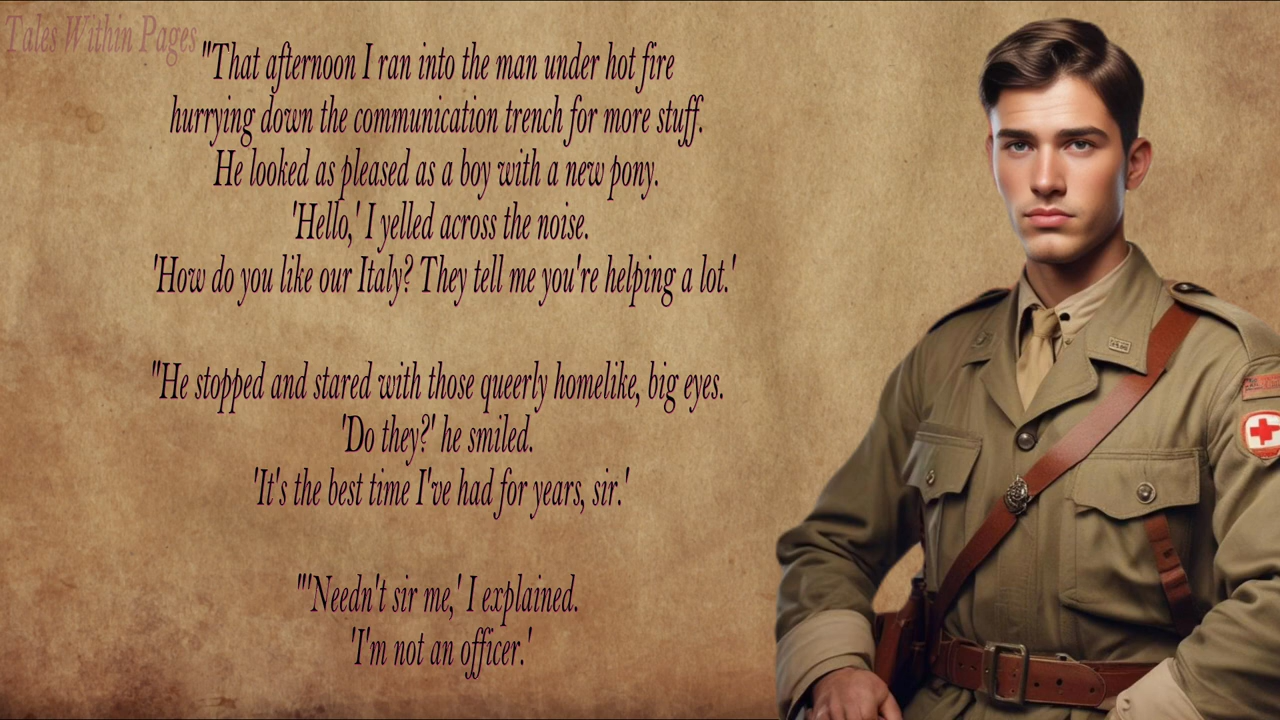 Tales Within Pages
"That afternoon I ran into the man under hot fire
hurrying down the communication trench for more stuff.
He looked as pleased as a boy with a new pony.
'Hello,' I yelled across the noise.
'How do you like our Italy? They tell me you're helping a lot.'
"He stopped and stared with those queerly homelike, big eyes.
'Do they?' he smiled.
'It's the best time I've had for years, sir.'
"'Needn't sir me,' I explained.
'I'm not an officer.'